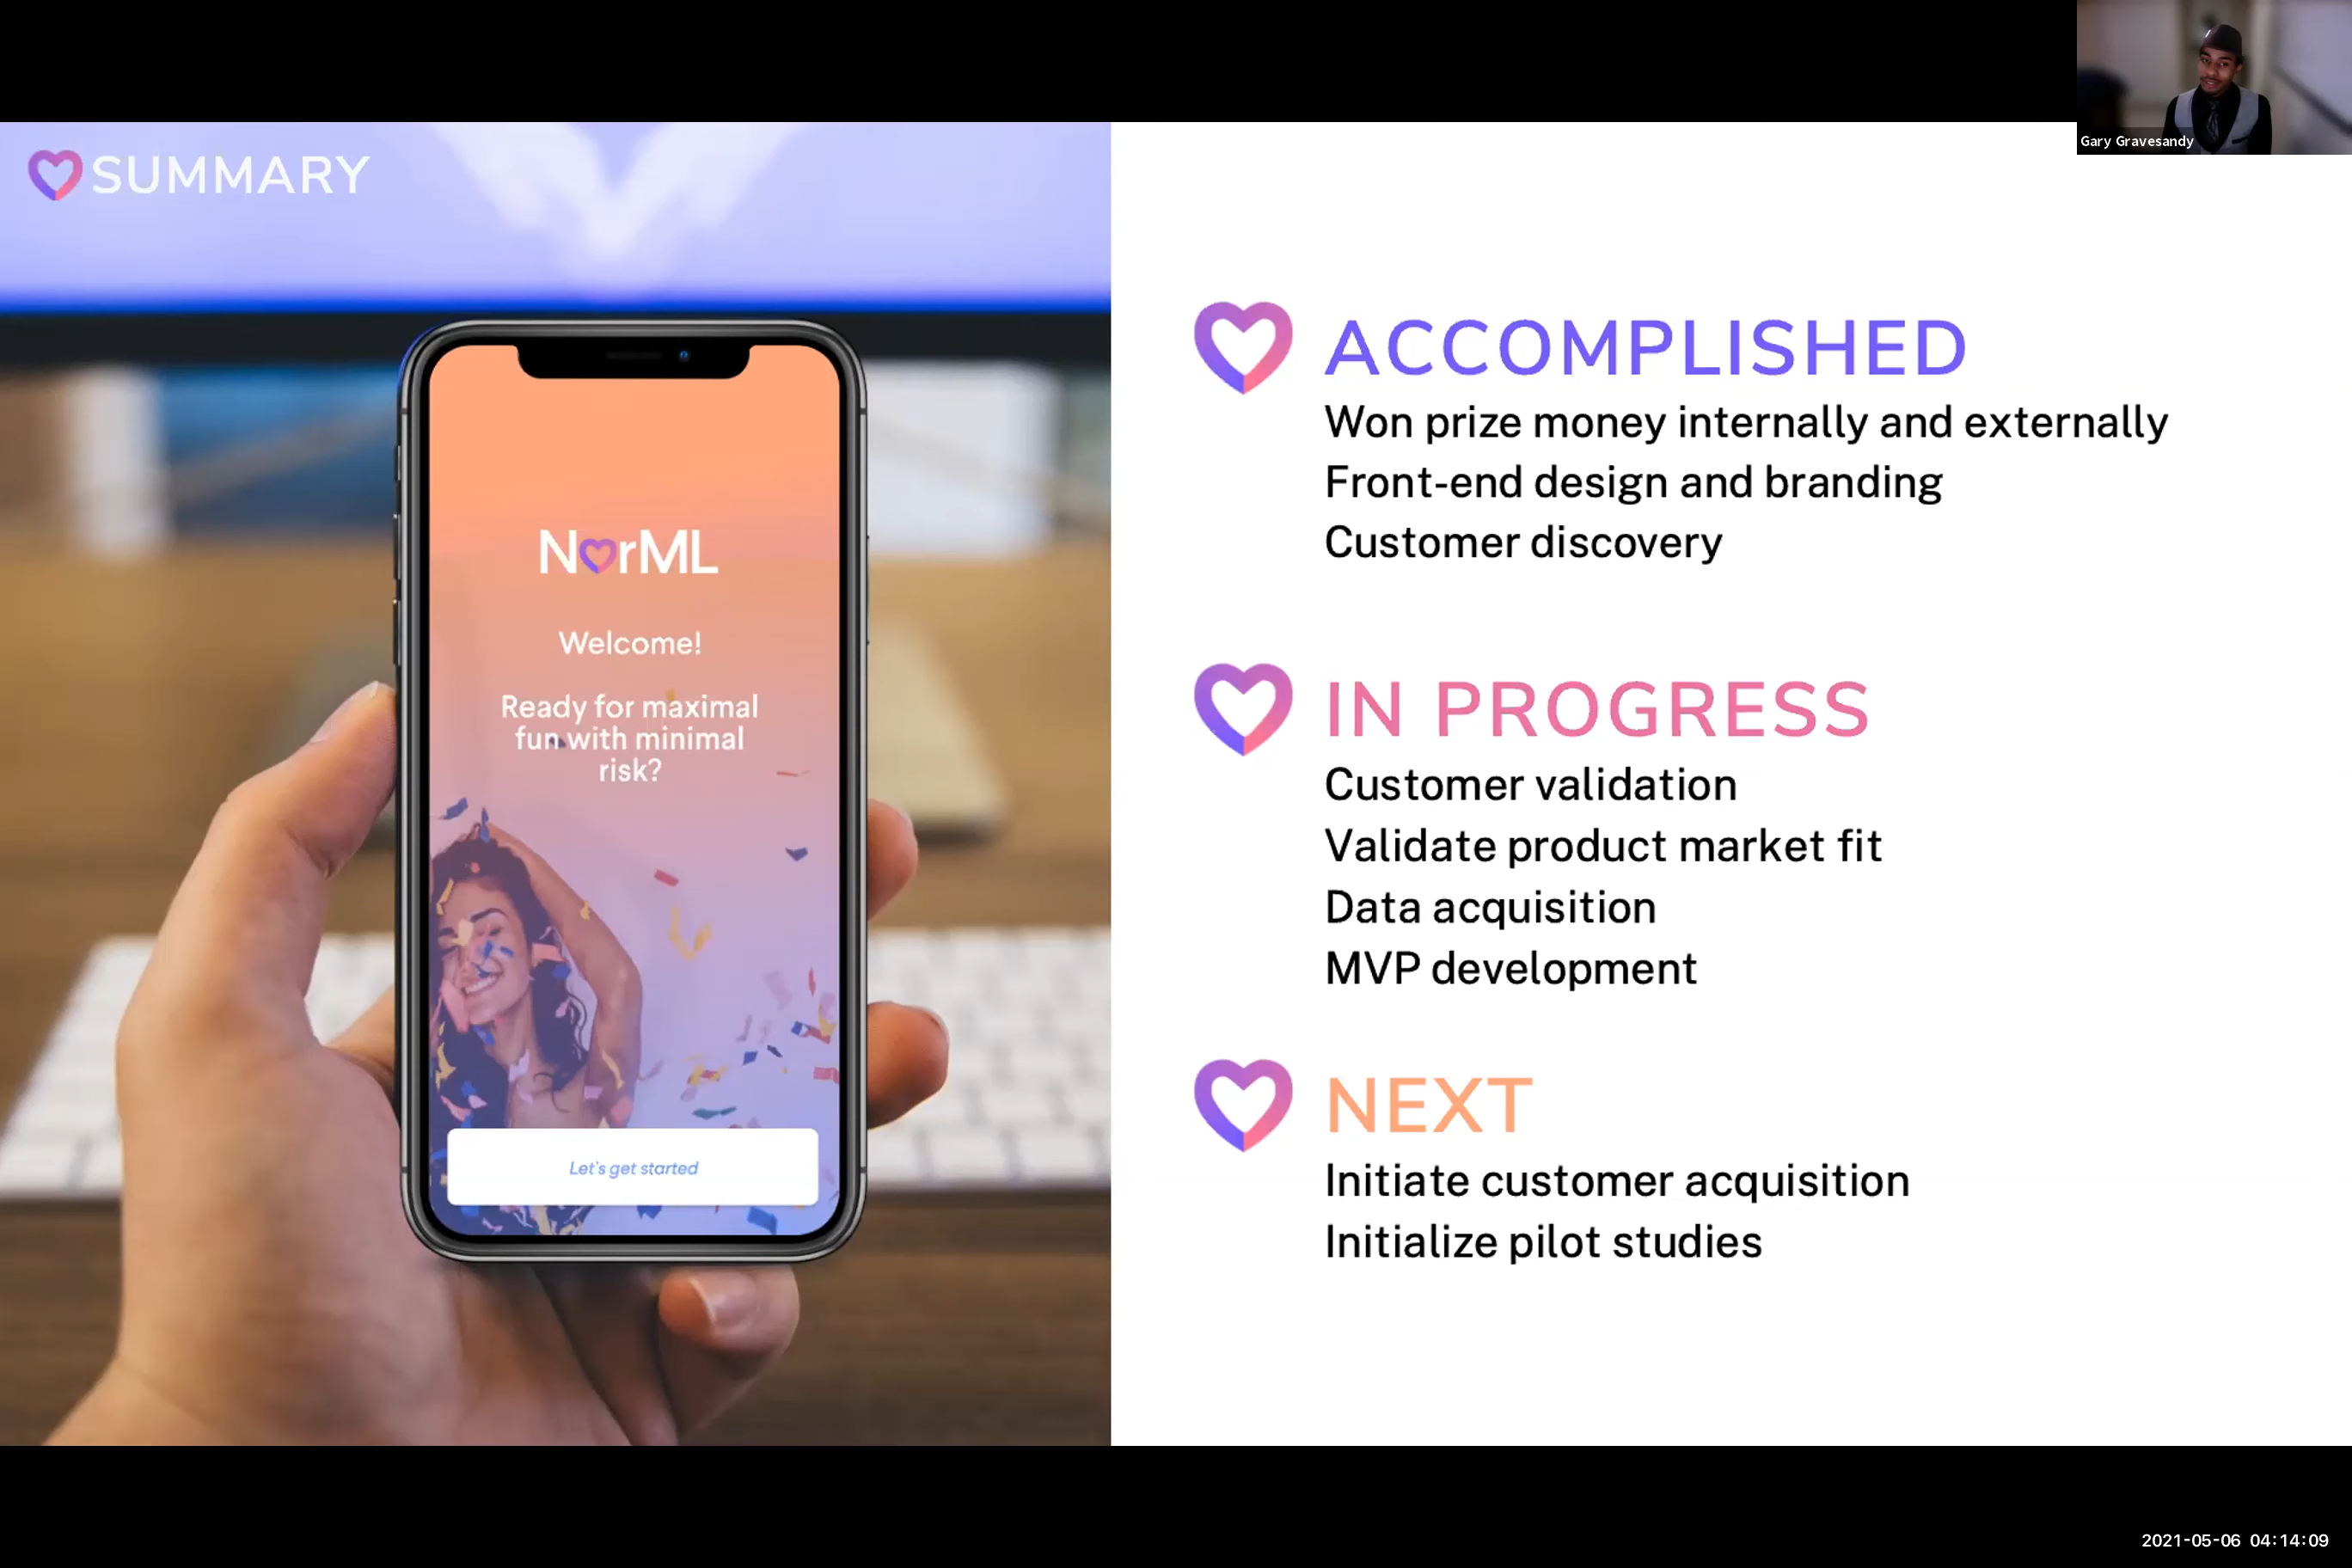 Gary Gravesandy
SUMMARY
NorML
Welcome!
Ready for maximal
fun with minimal
risk?
Let's get started
ACCOMPLISHED
Won prize money internally and externally
Front-end design and branding
Customer discovery
IN PROGRESS
Customer validation
Validate product market fit
Data acquisition
MVP development
NEXT
Initiate customer acquisition
Initialize pilot studies
2021-05-06 04:14:09